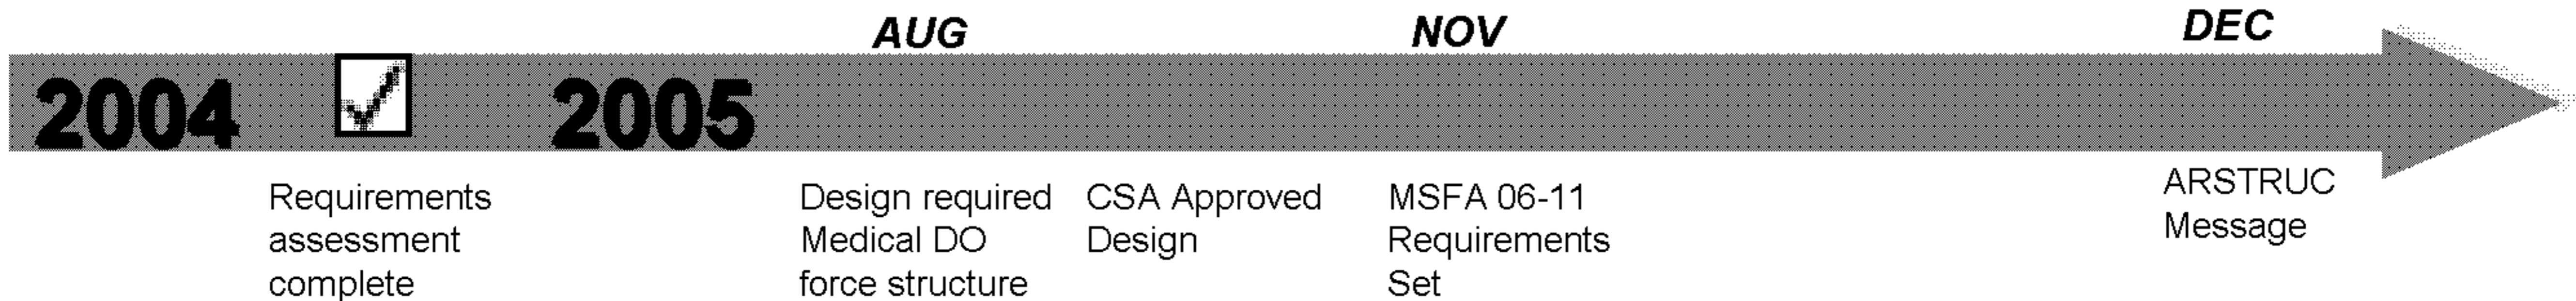 AUG
NOV
DEC
2004
2005
Requirements
assessment
complete
Design required
Medical DO
force structure
CSA Approved
Design
MSFA 06-11
Requirements
Set
ARSTRUC
Message